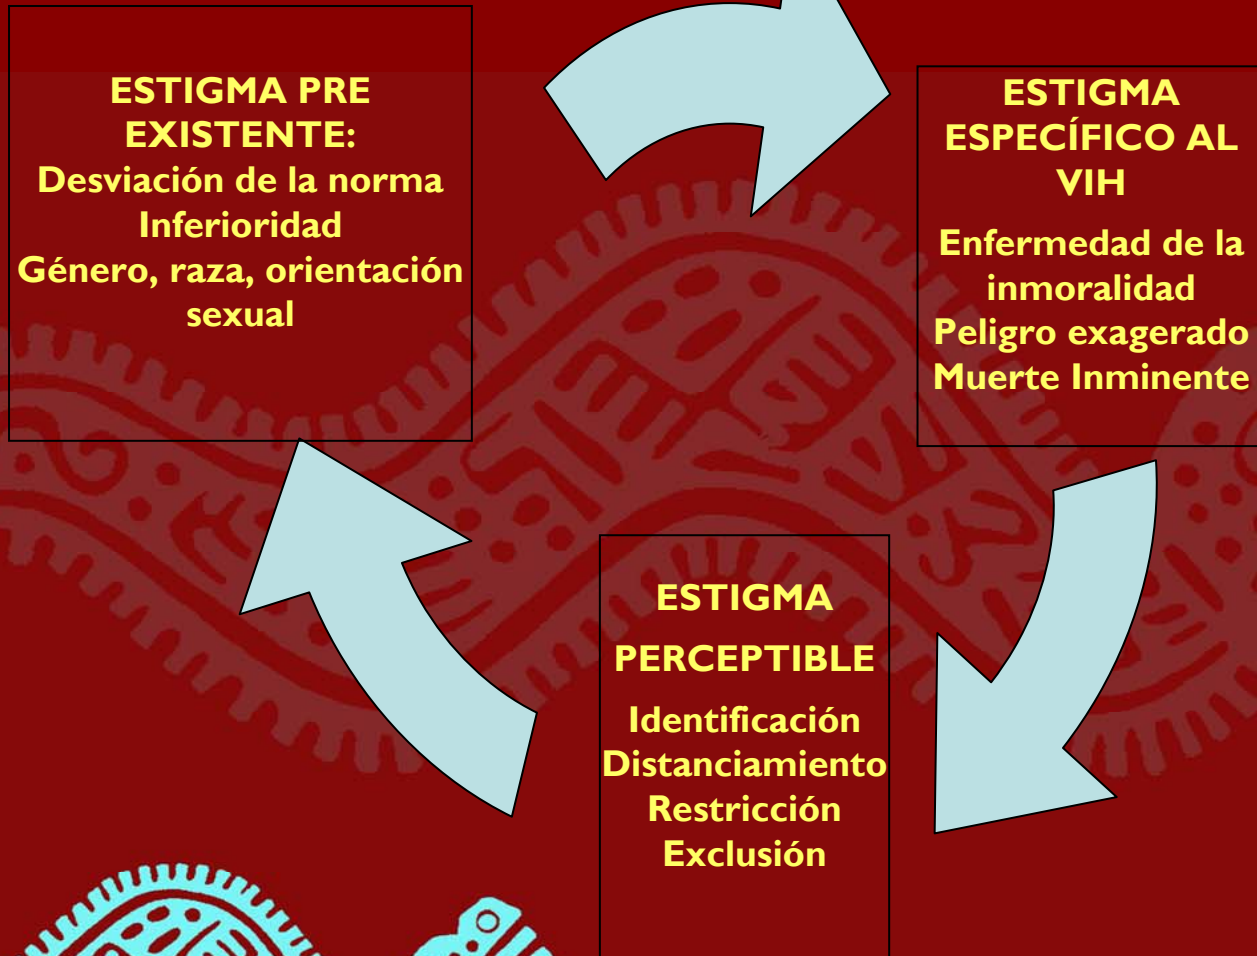 ESTIGMA PRE
EXISTENTE:
Desviación de la norma
Inferioridad
Género, raza, orientación
sexual
ESTIGMA
ESPECÍFICO AL
VIH
Enfermedad de la
inmoralidad
Peligro exagerado
Muerte Inminente
ESTIGMA
PERCEPTIBLE
Identificación
Distanciamiento
Restricción
Exclusión